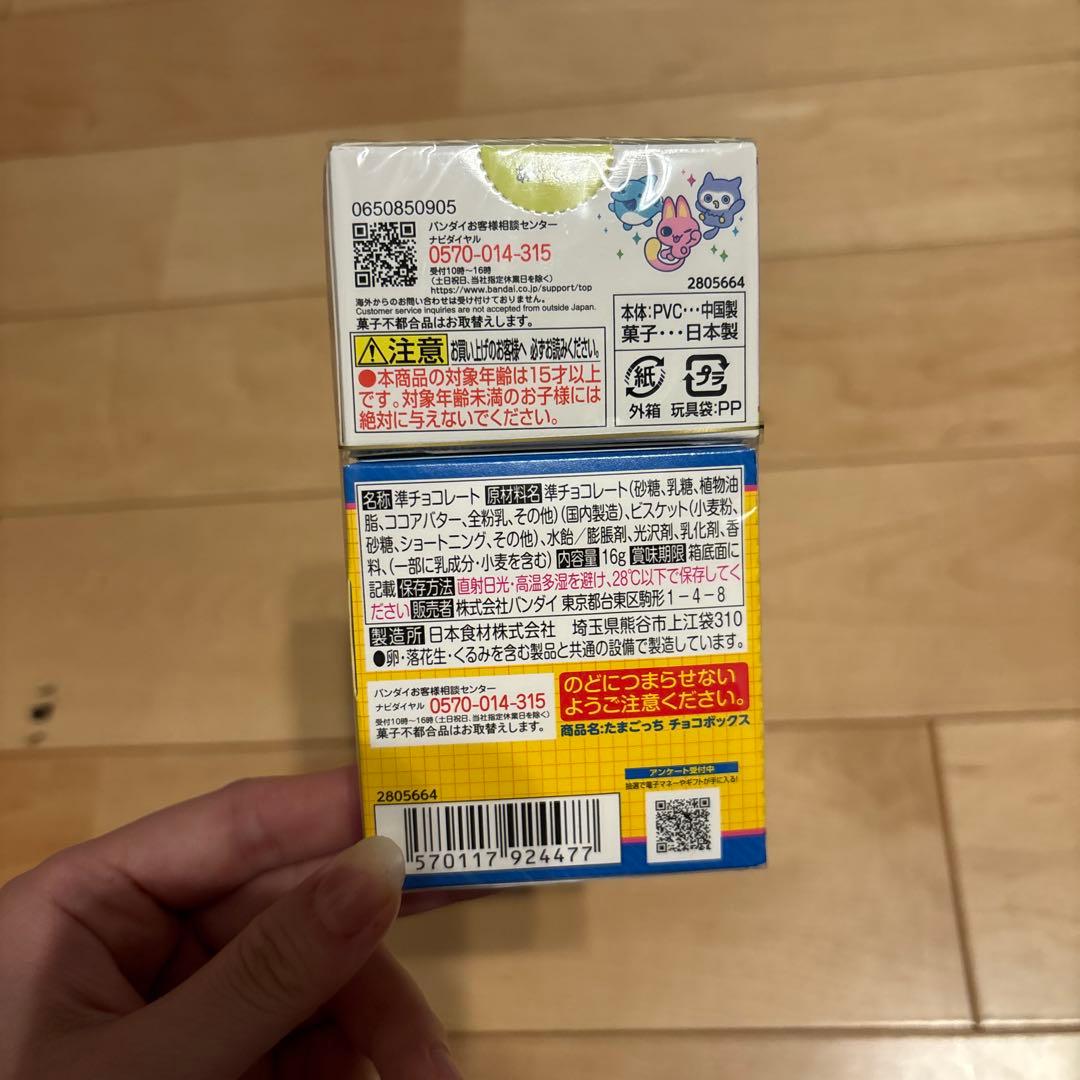 0650850905
バンダイお客様相談センター
ナビダイヤル
0570-014-315
受付10時〜16時
(土日祝日、当社指定休業日を除く)
https://www.bandai.co.jp/support/top
海外からのお問い合わせは受け付けておりません。
Customer service inquiries are not accepted from outside Japan.
菓子不都合品はお取替えします。
注意 お買い上げのお客様へ 必ずお読みください。
●本商品の対象年齢は15才以上
です。対象年齢未満のお子様には
絶対に与えないでください。
2805664
本体:PVC・・・中国製
菓子・・・日本製
紙 プラ
外箱 玩具袋:PP
名称 準チョコレート 原材料名 準チョコレート(砂糖、乳糖、植物油
脂、ココアバター、全粉乳、その他)(国内製造)、ビスケット(小麦粉、
砂糖、ショートニング、その他)、水飴/膨脹剤、光沢剤、乳化剤、香
料、(一部に乳成分・小麦を含む) 内容量 16g 賞味期限 箱底面に
記載 保存方法 直射日光・高温多湿を避け、28℃以下で保存してく
ださい 販売者 株式会社バンダイ 東京都台東区駒形1-4-8
製造所 日本食材株式会社 埼玉県熊谷市上江袋310
●卵・落花生・くるみを含む製品と共通の設備で製造しています。
バンダイお客様相談センター
ナビダイヤル 0570-014-315
受付10時〜16時(土日祝日、当社指定休業日を除く)
菓子不都合品はお取替えします。
のどにつまらせない
ようご注意ください。
商品名:たまごっち チョコボックス
アンケート受付中
抽選で電子マネーやギフトが手に入る!
2805664
570117 924477